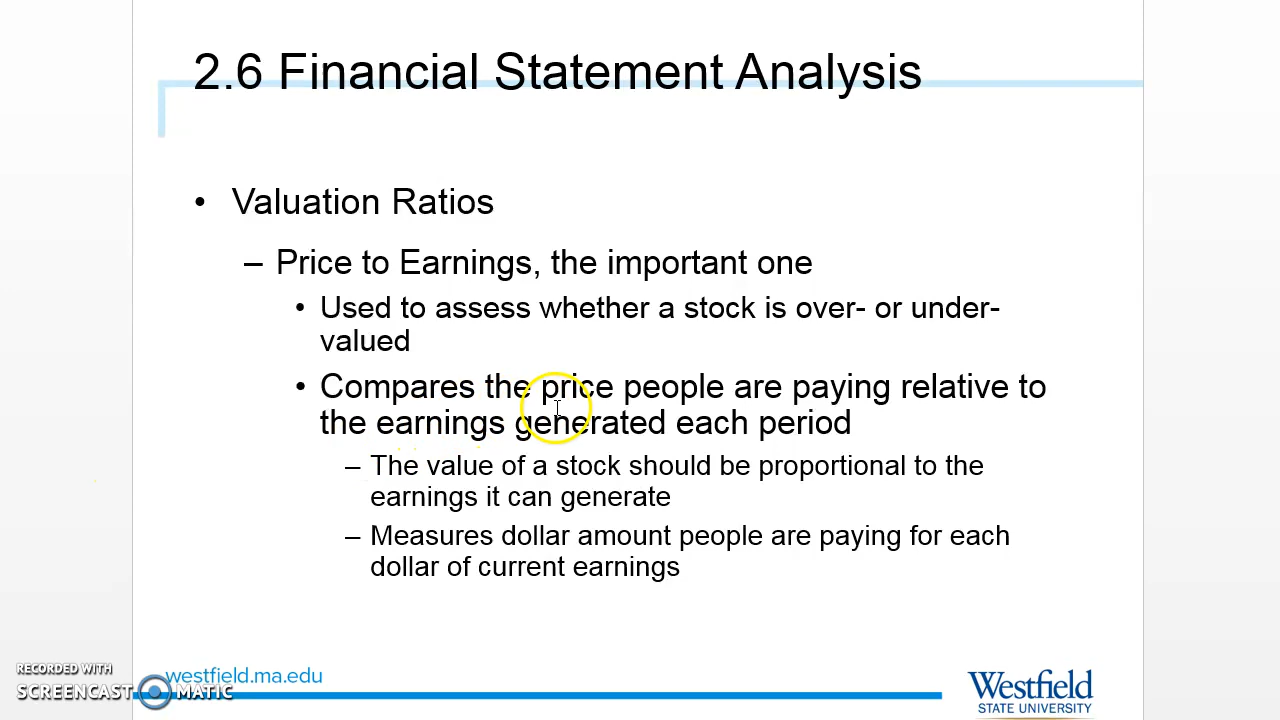 2.6 Financial Statement Analysis
• Valuation Ratios
– Price to Earnings, the important one
• Used to assess whether a stock is over- or under-
valued
• Compares the price people are paying relative to
the earnings generated each period
– The value of a stock should be proportional to the
earnings it can generate
– Measures dollar amount people are paying for each
dollar of current earnings
RECORDED WITH
SCREENCAST MATIC
westfield.ma.edu
Westfield
STATE UNIVERSITY